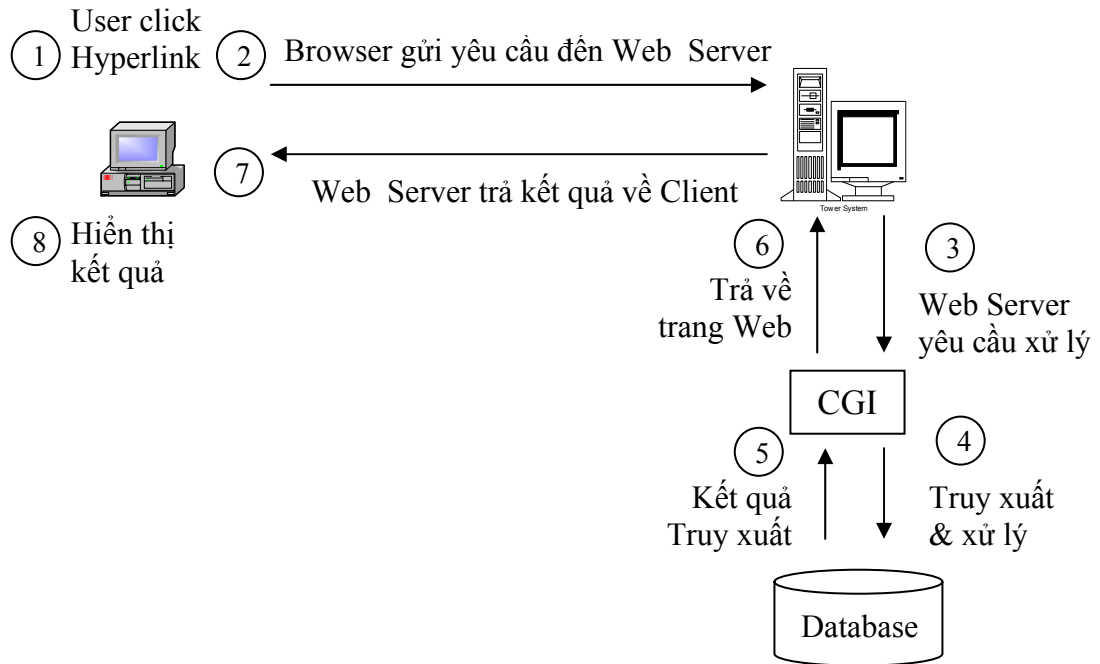 User click
1 Hyperlink
2 Browser gửi yêu cầu đến Web Server
7
Web Server trả kết quả về Client
Tower System
8 Hiển thị
kết quả
6
Trả về
trang Web
3
Web Server
yêu cầu xử lý
CGI
5
Kết quả
Truy xuất
4
Truy xuất
& xử lý
Database